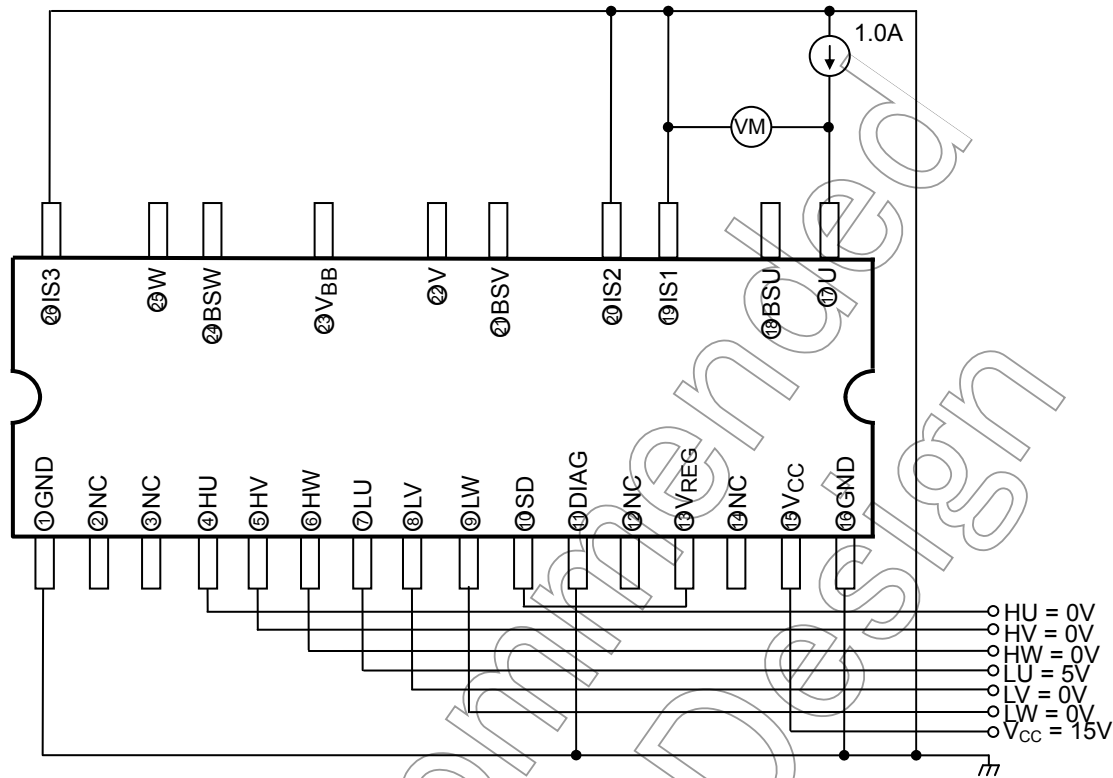 1.0A
VM
㉖IS3
㉕W
㉔BSW
㉓VBB
㉒V
㉑BSV
⑳IS2
⑲IS1
⑱BSU
⑰U
①GND
②NC
③NC
④HU
⑤HV
⑥HW
⑦LU
⑧LV
⑨LW
⑩SD
⑪DIAG
⑫NC
⑬VREG
⑭NC
⑮VCC
⑯GND
HU = 0V
HV = 0V
HW = 0V
LU = 5V
LV = 0V
LW = 0V
VCC = 15V
ommended
Design